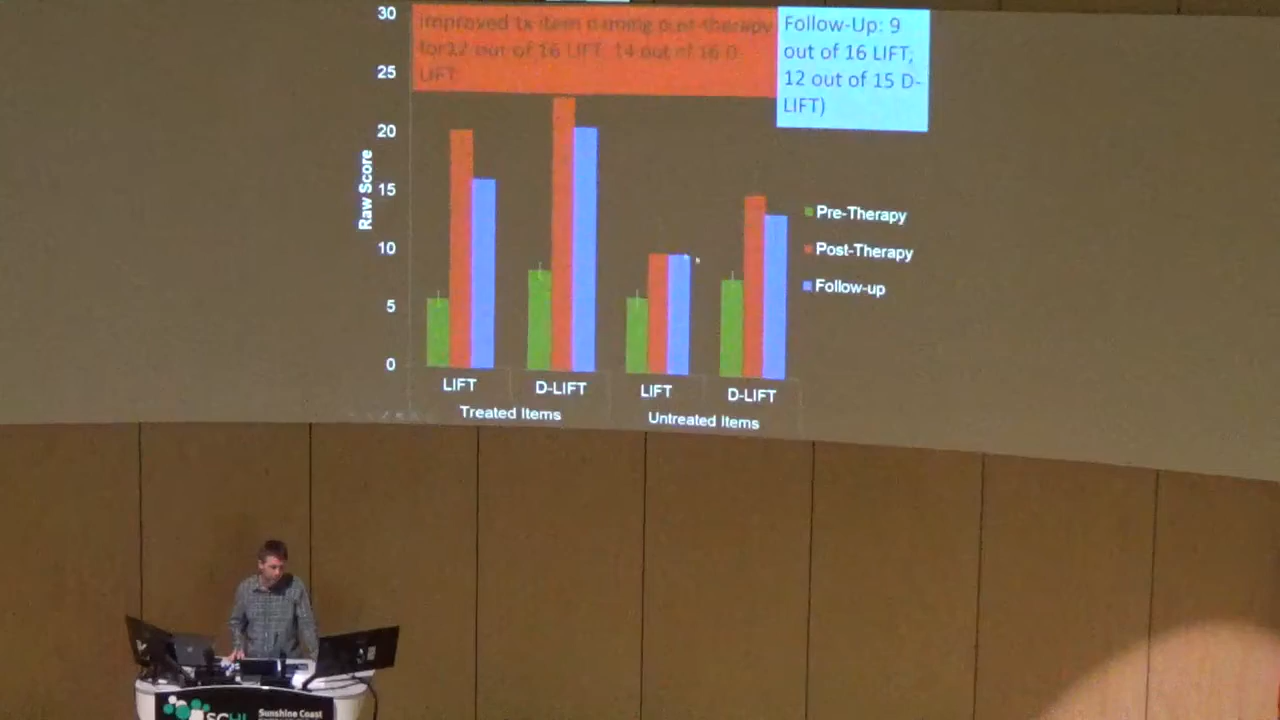 30
improved tx item naming post-therapy
for12 out of 16 LIFT, 14 out of 16 D-
LIFT
Follow-Up: 9
out of 16 LIFT;
12 out of 15 D-
LIFT)
25
20
15
10
5
0
Raw Score
Pre-Therapy
Post-Therapy
Follow-up
LIFT
D-LIFT
LIFT
D-LIFT
Treated Items
Untreated Items
SCHI Sunshine Coast